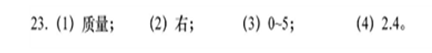 23. (1) 质量; (2) 右; (3) 0~5; (4) 2.4。